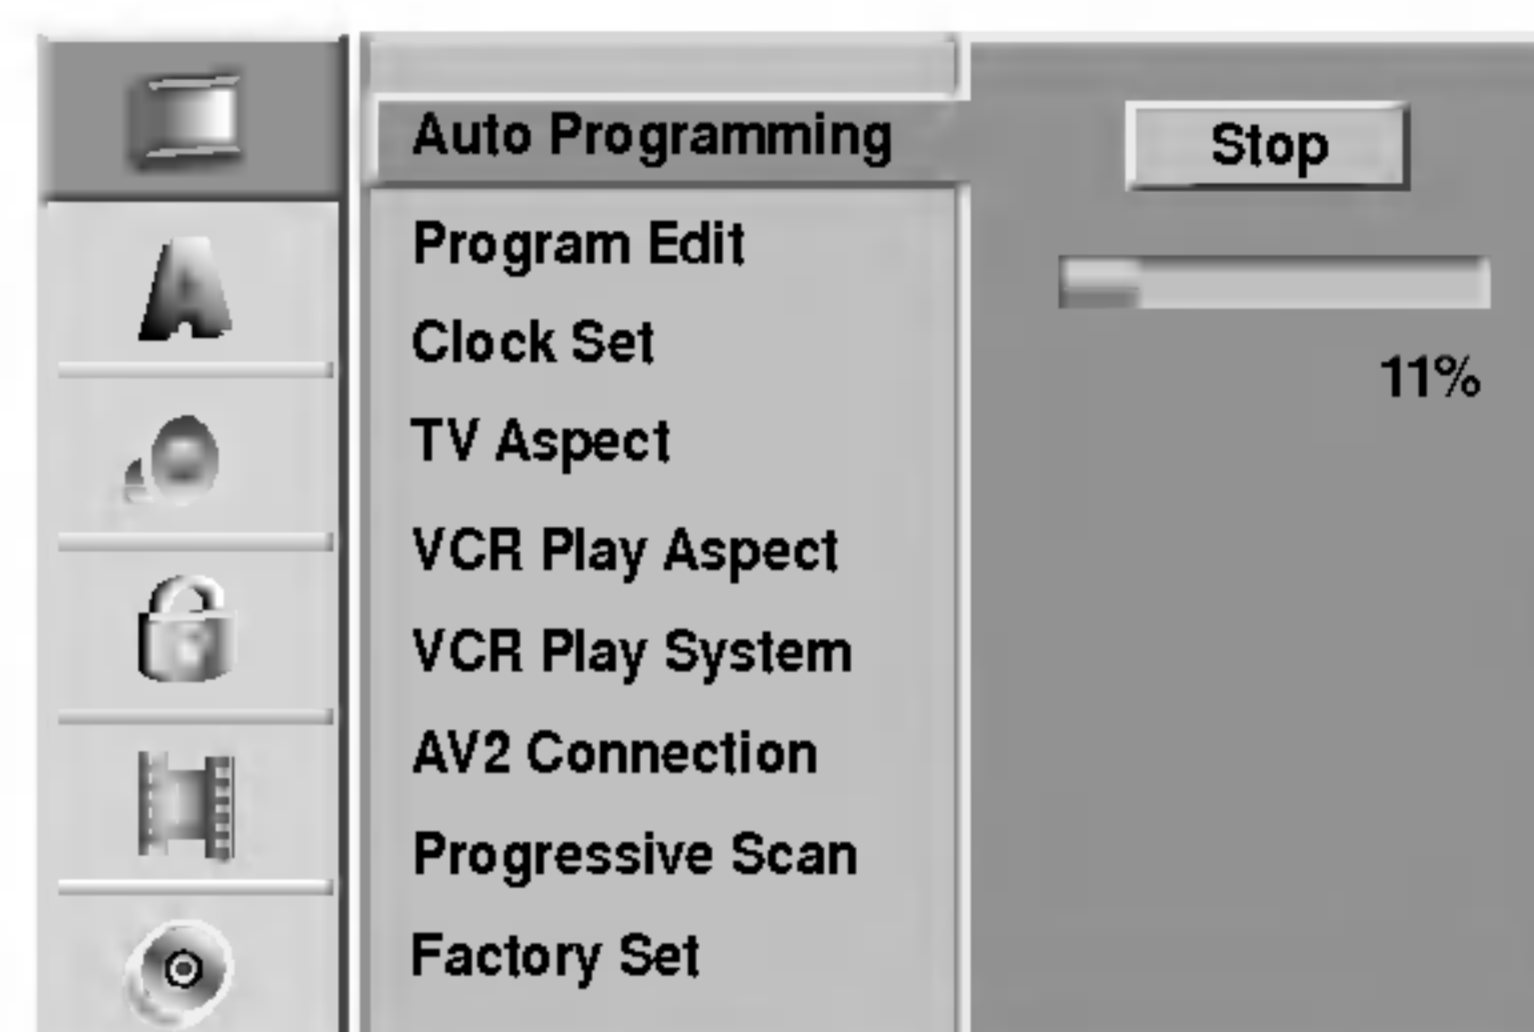 Auto Programming
Stop
Program Edit
Clock Set
11%
TV Aspect
VCR Play Aspect
VCR Play System
AV2 Connection
Progressive Scan
Factory Set